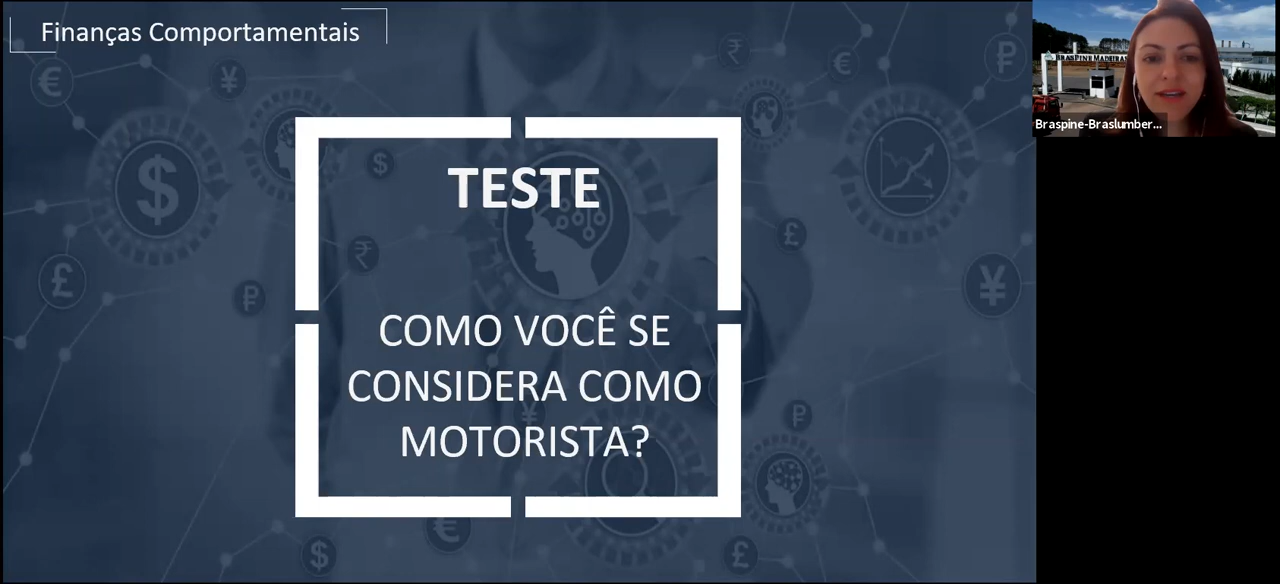 Finanças Comportamentais
TESTE
COMO VOCÊ SE
CONSIDERA COMO
MOTORISTA?
Braspine-Braslumber...